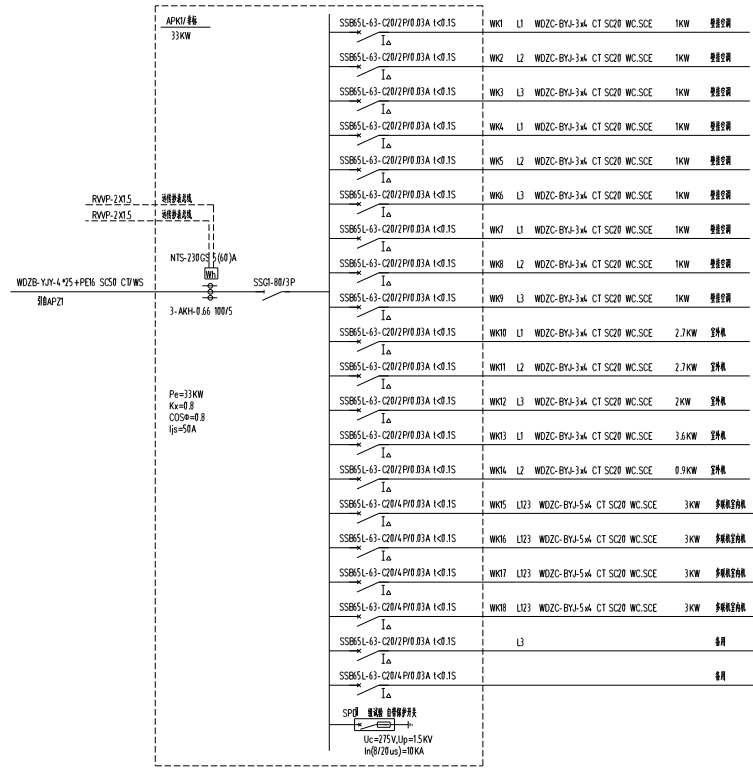 APK1/非标
33KW
RVVP-2X1.5 远传抄表总线
RVVP-2X1.5 远传抄表总线
NTS-230GS 5(60)A
Wh
WDZB-YJY-4*25+PE16 SC50 CT/WS
引自APZ1
SSG1-80/3P
3-AKH-0.66 100/5
Pe=33KW
Kx=0.8
COSΦ=0.8
Ijs=50A
SSB65L-63-C20/2P/0.03A t<0.1S WK1 L1 WDZC-BYJ-3x4 CT SC20 WC.SCE 1KW 壁挂空调
I△
SSB65L-63-C20/2P/0.03A t<0.1S WK2 L2 WDZC-BYJ-3x4 CT SC20 WC.SCE 1KW 壁挂空调
I△
SSB65L-63-C20/2P/0.03A t<0.1S WK3 L3 WDZC-BYJ-3x4 CT SC20 WC.SCE 1KW 壁挂空调
I△
SSB65L-63-C20/2P/0.03A t<0.1S WK4 L1 WDZC-BYJ-3x4 CT SC20 WC.SCE 1KW 壁挂空调
I△
SSB65L-63-C20/2P/0.03A t<0.1S WK5 L2 WDZC-BYJ-3x4 CT SC20 WC.SCE 1KW 壁挂空调
I△
SSB65L-63-C20/2P/0.03A t<0.1S WK6 L3 WDZC-BYJ-3x4 CT SC20 WC.SCE 1KW 壁挂空调
I△
SSB65L-63-C20/2P/0.03A t<0.1S WK7 L1 WDZC-BYJ-3x4 CT SC20 WC.SCE 1KW 壁挂空调
I△
SSB65L-63-C20/2P/0.03A t<0.1S WK8 L2 WDZC-BYJ-3x4 CT SC20 WC.SCE 1KW 壁挂空调
I△
SSB65L-63-C20/2P/0.03A t<0.1S WK9 L3 WDZC-BYJ-3x4 CT SC20 WC.SCE 1KW 壁挂空调
I△
SSB65L-63-C20/2P/0.03A t<0.1S WK10 L1 WDZC-BYJ-3x4 CT SC20 WC.SCE 2.7KW 室外机
I△
SSB65L-63-C20/2P/0.03A t<0.1S WK11 L2 WDZC-BYJ-3x4 CT SC20 WC.SCE 2.7KW 室外机
I△
SSB65L-63-C20/2P/0.03A t<0.1S WK12 L3 WDZC-BYJ-3x4 CT SC20 WC.SCE 2KW 室外机
I△
SSB65L-63-C20/2P/0.03A t<0.1S WK13 L1 WDZC-BYJ-3x4 CT SC20 WC.SCE 3.6KW 室外机
I△
SSB65L-63-C20/2P/0.03A t<0.1S WK14 L2 WDZC-BYJ-3x4 CT SC20 WC.SCE 0.9KW 室外机
I△
SSB65L-63-C20/4P/0.03A t<0.1S WK15 L123 WDZC-BYJ-5x4 CT SC20 WC.SCE 3KW 多联机室内机
I△
SSB65L-63-C20/4P/0.03A t<0.1S WK16 L123 WDZC-BYJ-5x4 CT SC20 WC.SCE 3KW 多联机室内机
I△
SSB65L-63-C20/4P/0.03A t<0.1S WK17 L123 WDZC-BYJ-5x4 CT SC20 WC.SCE 3KW 多联机室内机
I△
SSB65L-63-C20/4P/0.03A t<0.1S WK18 L123 WDZC-BYJ-5x4 CT SC20 WC.SCE 3KW 多联机室内机
I△
SSB65L-63-C20/2P/0.03A t<0.1S L3 备用
I△
SSB65L-63-C20/4P/0.03A t<0.1S 备用
I△
SPD II 级试验 自带保护开关
Uc=275V,Up=1.5KV
In(8/20us)=10KA